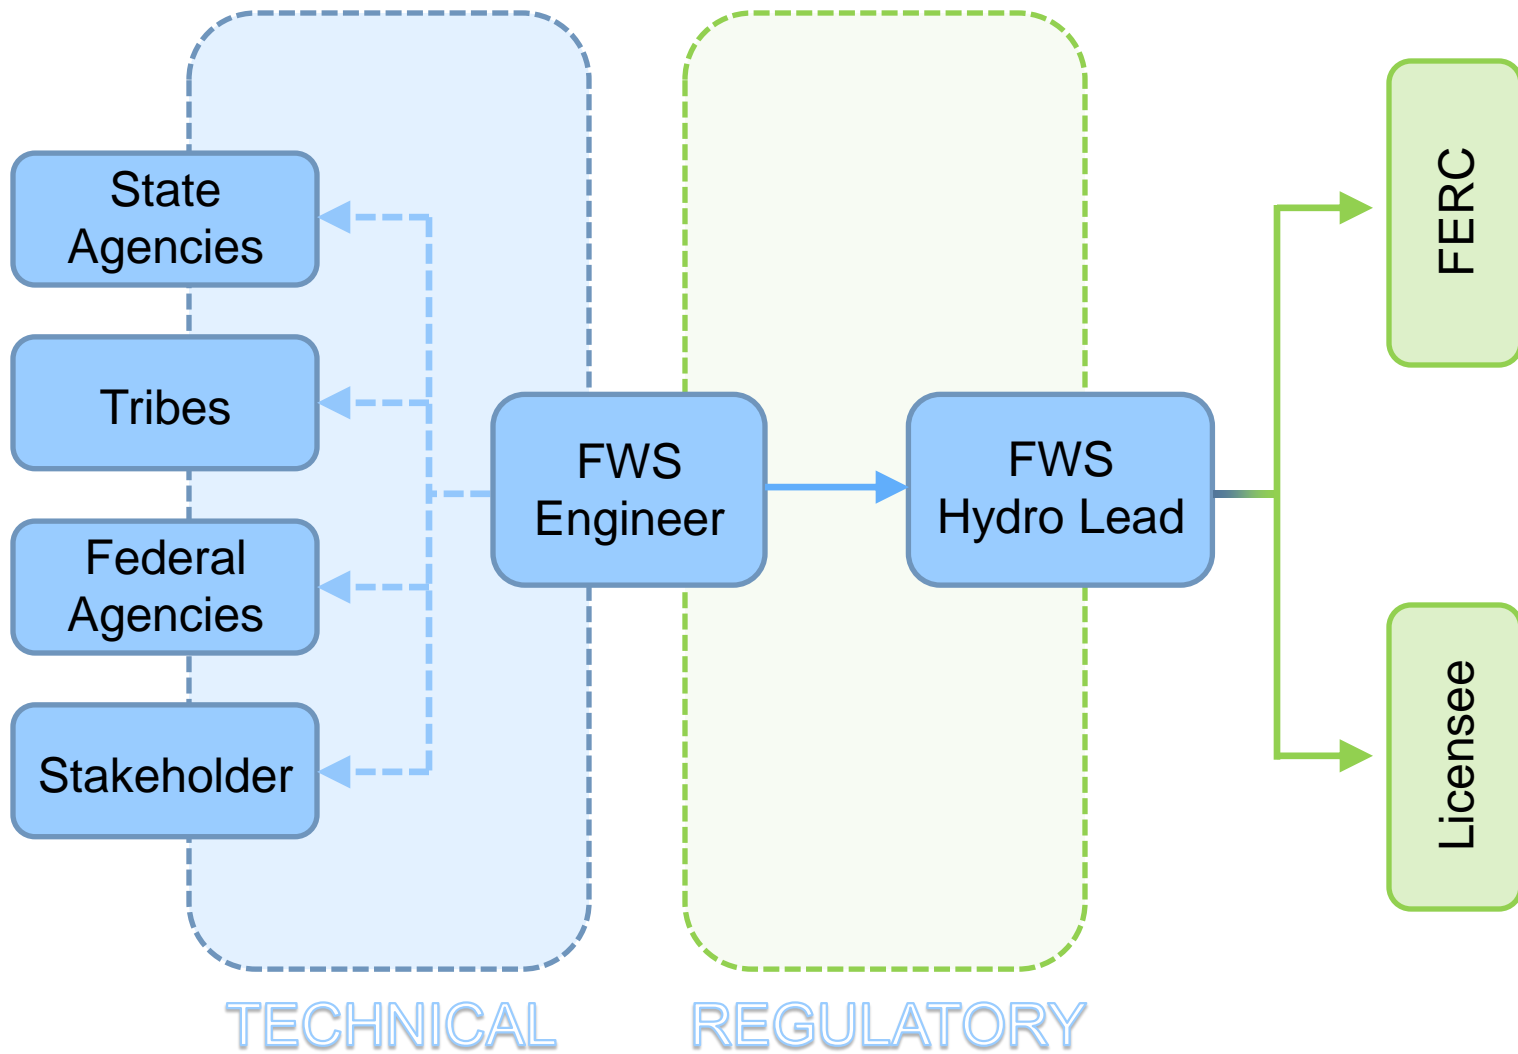 State
Agencies
Tribes
Federal
Agencies
Stakeholder
FWS
Engineer
FWS
Hydro Lead
FERC
Licensee
TECHNICAL
REGULATORY